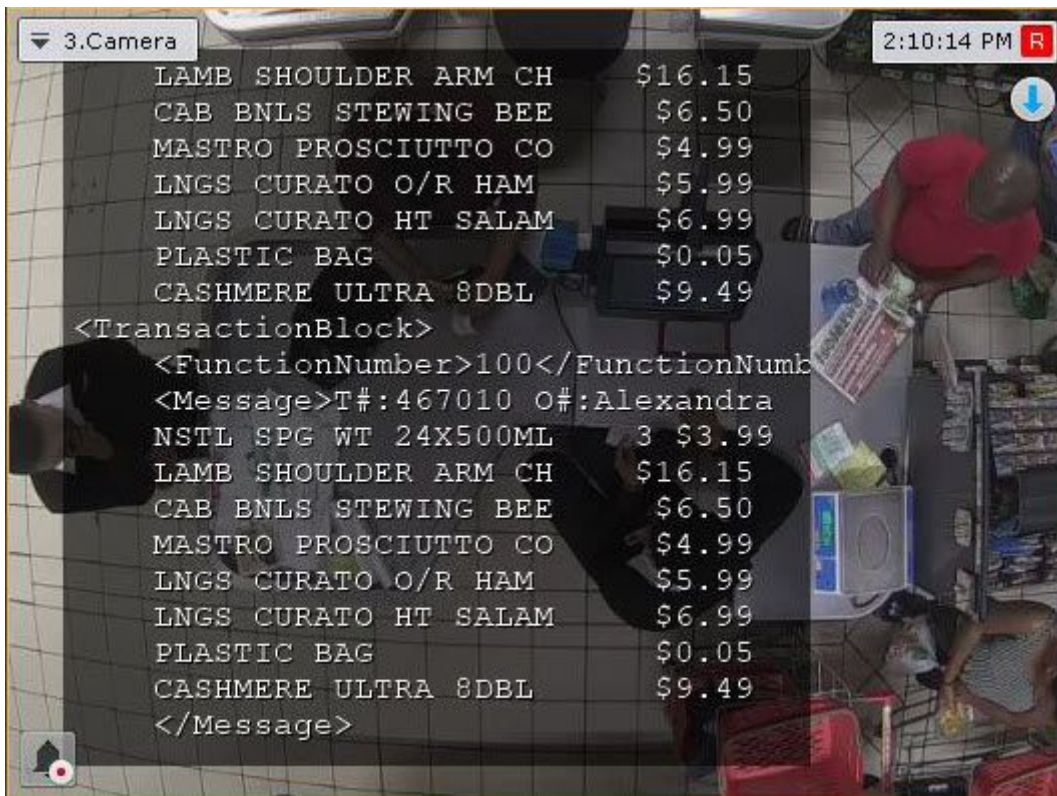 3.Camera
2:10:14 PM R
LAMB SHOULDER ARM CH $16.15
CAB BNLS STEWING BEE $6.50
MASTRO PROSCIUTTO CO $4.99
LNGS CURATO O/R HAM $5.99
LNGS CURATO HT SALAM $6.99
PLASTIC BAG $0.05
CASHMERE ULTRA 8DBL $9.49
<TransactionBlock>
<FunctionNumber>100</FunctionNumb
<Message>T#:467010 O#:Alexandra
NSTL SPG WT 24X500ML 3 $3.99
LAMB SHOULDER ARM CH $16.15
CAB BNLS STEWING BEE $6.50
MASTRO PROSCIUTTO CO $4.99
LNGS CURATO O/R HAM $5.99
LNGS CURATO HT SALAM $6.99
PLASTIC BAG $0.05
CASHMERE ULTRA 8DBL $9.49
</Message>